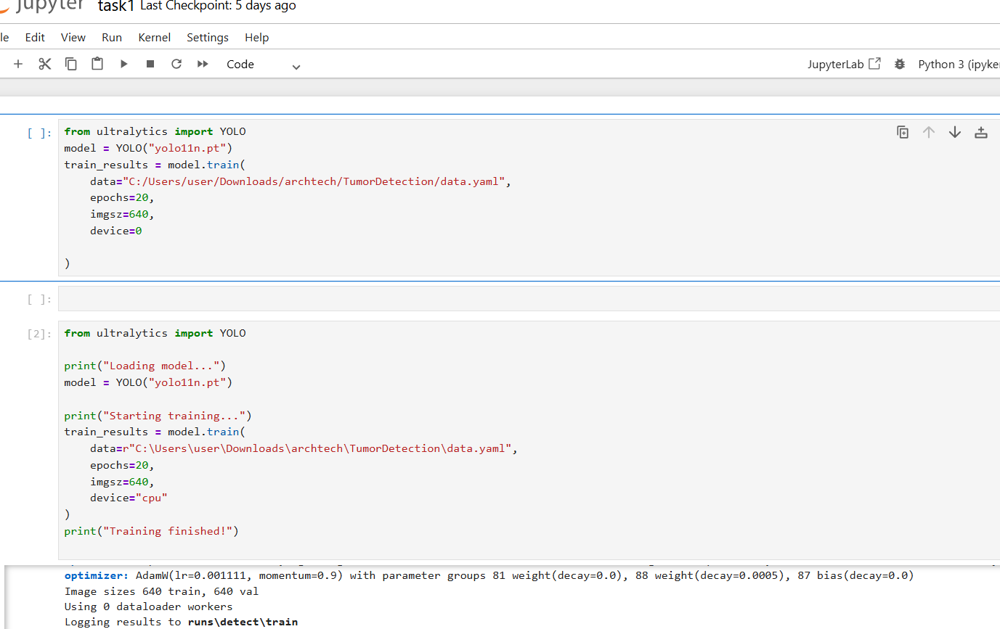 jupyter task1 Last Checkpoint: 5 days ago
le Edit View Run Kernel Settings Help
Code JupyterLab Python 3 (ipyker
[ ]: from ultralytics import YOLO
model = YOLO("yolo11n.pt")
train_results = model.train(
    data="C:/Users/user/Downloads/archtech/TumorDetection/data.yaml",
    epochs=20,
    imgsz=640,
    device=0
)
[ ]:
[2]: from ultralytics import YOLO
print("Loading model...")
model = YOLO("yolo11n.pt")
print("Starting training...")
train_results = model.train(
    data=r"C:\Users\user\Downloads\archtech\TumorDetection\data.yaml",
    epochs=20,
    imgsz=640,
    device="cpu"
)
print("Training finished!")
optimizer: AdamW(lr=0.001111, momentum=0.9) with parameter groups 81 weight(decay=0.0), 88 weight(decay=0.0005), 87 bias(decay=0.0)
Image sizes 640 train, 640 val
Using 0 dataloader workers
Logging results to runs\detect\train